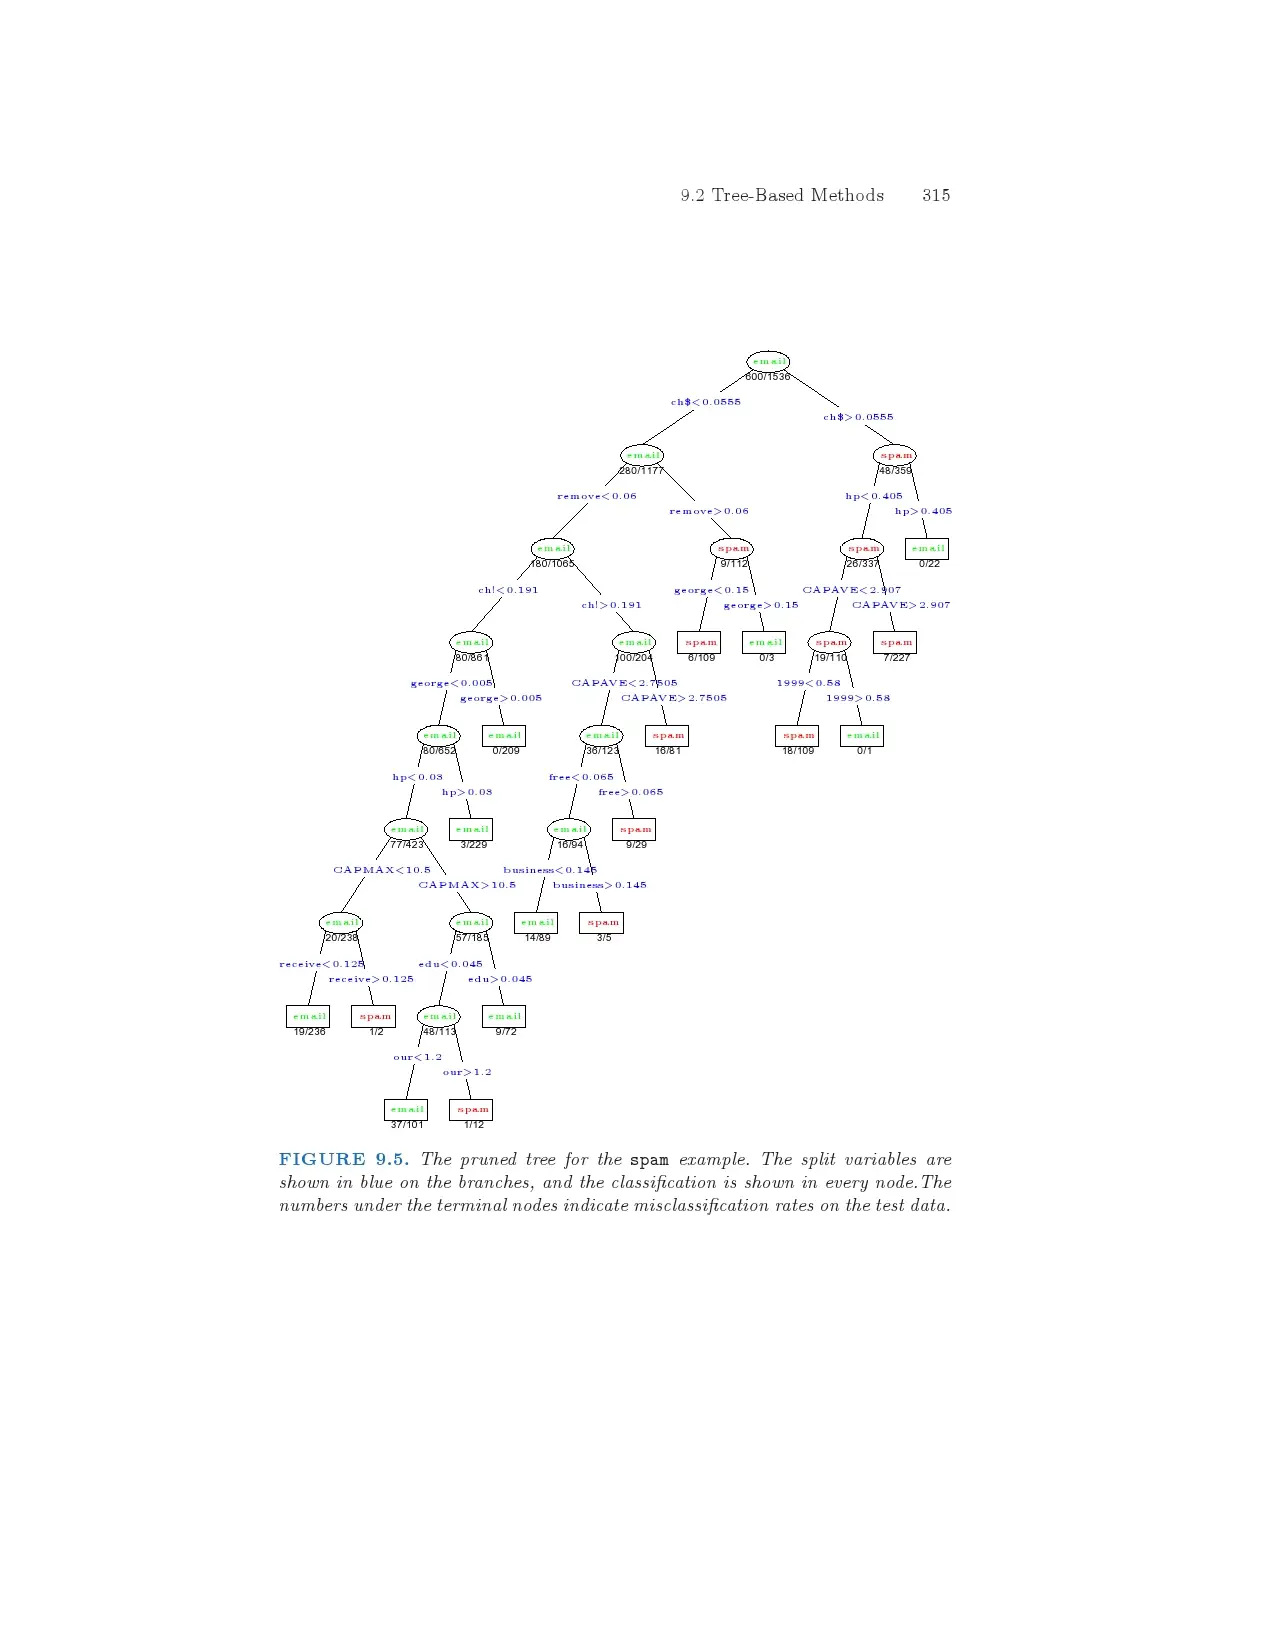 9.2 Tree-Based Methods 315
email
600/1536
ch$<0.0555
ch$>0.0555
email
spam
280/1177
48/359
remove<0.06
hp<0.405
remove>0.06
hp>0.405
email
spam
spam
email
180/1065
9/112
26/337
0/22
ch!<0.191
george<0.15
CAPAVE<2.907
ch!>0.191
george>0.15
CAPAVE>2.907
email
email
spam
email
spam
spam
80/861
100/204
6/109
0/3
19/110
7/227
george<0.005
CAPAVE<2.7505
1999<0.58
george>0.005
CAPAVE>2.7505
1999>0.58
email
email
email
spam
spam
email
80/652
0/209
36/123
16/81
18/109
0/1
hp<0.03
free<0.065
hp>0.03
free>0.065
email
email
email
spam
77/423
3/229
16/94
9/29
CAPMAX<10.5
business<0.145
CAPMAX>10.5
business>0.145
email
email
email
spam
20/238
57/185
14/89
3/5
receive<0.125
edu<0.045
receive>0.125
edu>0.045
email
spam
email
email
19/236
1/2
48/113
9/72
our<1.2
our>1.2
email
spam
37/101
1/12
FIGURE 9.5. The pruned tree for the spam example. The split variables are
shown in blue on the branches, and the classification is shown in every node.The
numbers under the terminal nodes indicate misclassification rates on the test data.